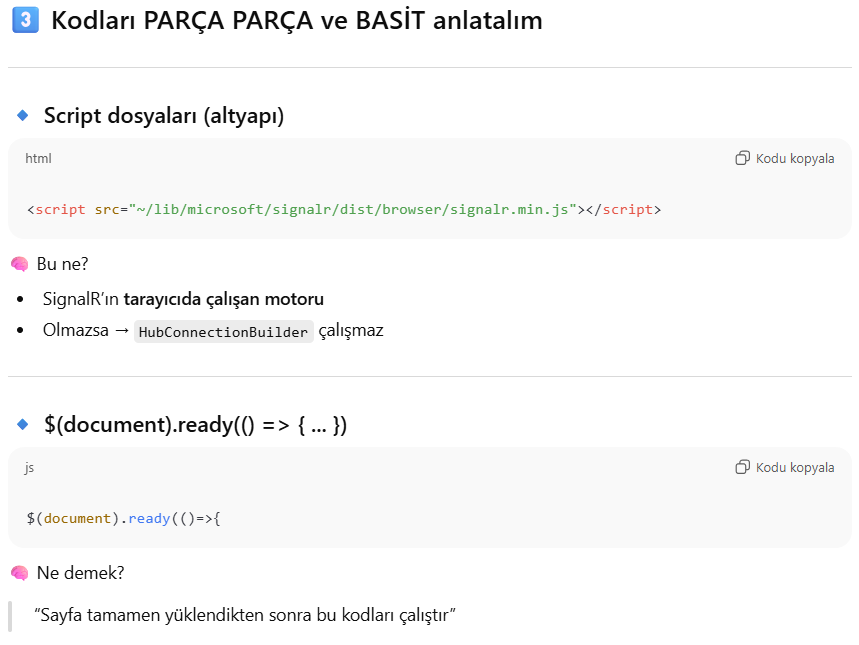 3 Kodları PARÇA PARÇA ve BASİT anlatalım
Script dosyaları (altyapı)
html
Kodu kopyala
<script src="~/lib/microsoft/signalr/dist/browser/signalr.min.js"></script>
Bu ne?
• SignalR’ın tarayıcıda çalışan motoru
• Olmazsa → HubConnectionBuilder çalışmaz
$(document).ready(() => { ... })
js
Kodu kopyala
$(document).ready(()=>{
Ne demek?
“Sayfa tamamen yüklendikten sonra bu kodları çalıştır”